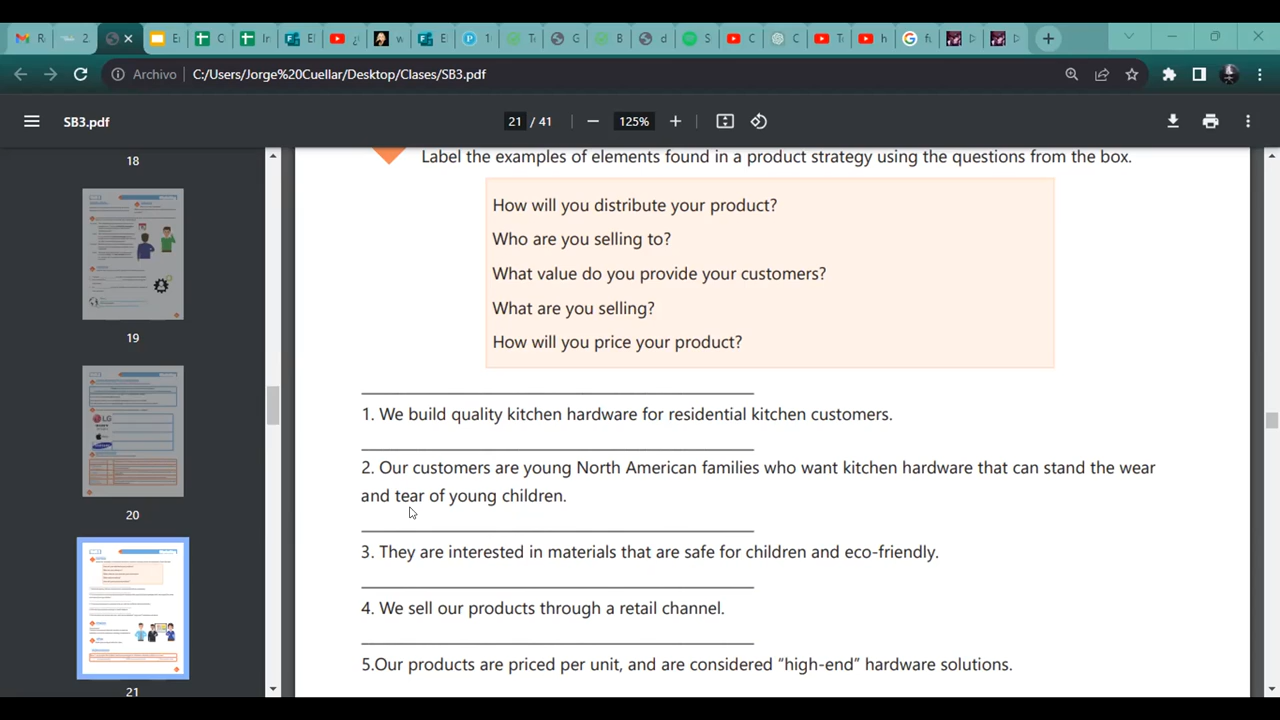 Archivo
C:/Users/Jorge%20Cuellar/Desktop/Clases/SB3.pdf
SB3.pdf
21 / 41
125%
18
19
20
21
Label the examples of elements found in a product strategy using the questions from the box.
How will you distribute your product?
Who are you selling to?
What value do you provide your customers?
What are you selling?
How will you price your product?
1. We build quality kitchen hardware for residential kitchen customers.
2. Our customers are young North American families who want kitchen hardware that can stand the wear
and tear of young children.
3. They are interested in materials that are safe for children and eco-friendly.
4. We sell our products through a retail channel.
5.Our products are priced per unit, and are considered “high-end” hardware solutions.